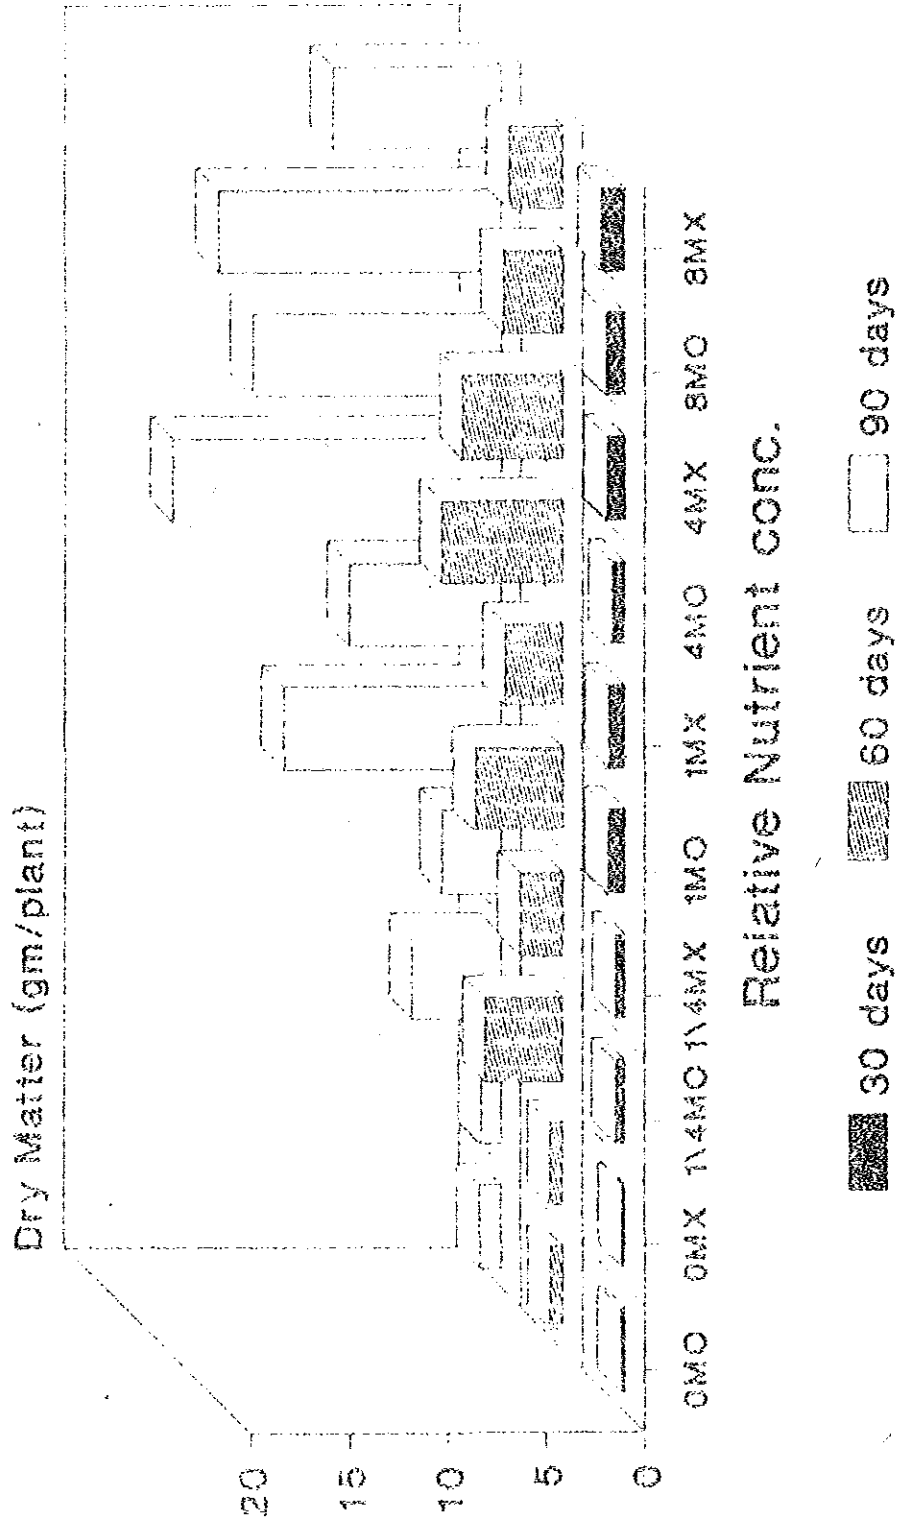 Dry Matter (gm/plant)
20
15
10
5
0
0MO 0MX 1\4MO 1\4MX 1MO 1MX 4MO 4MX 8MO 8MX
Relative Nutrient conc.
30 days 60 days 90 days